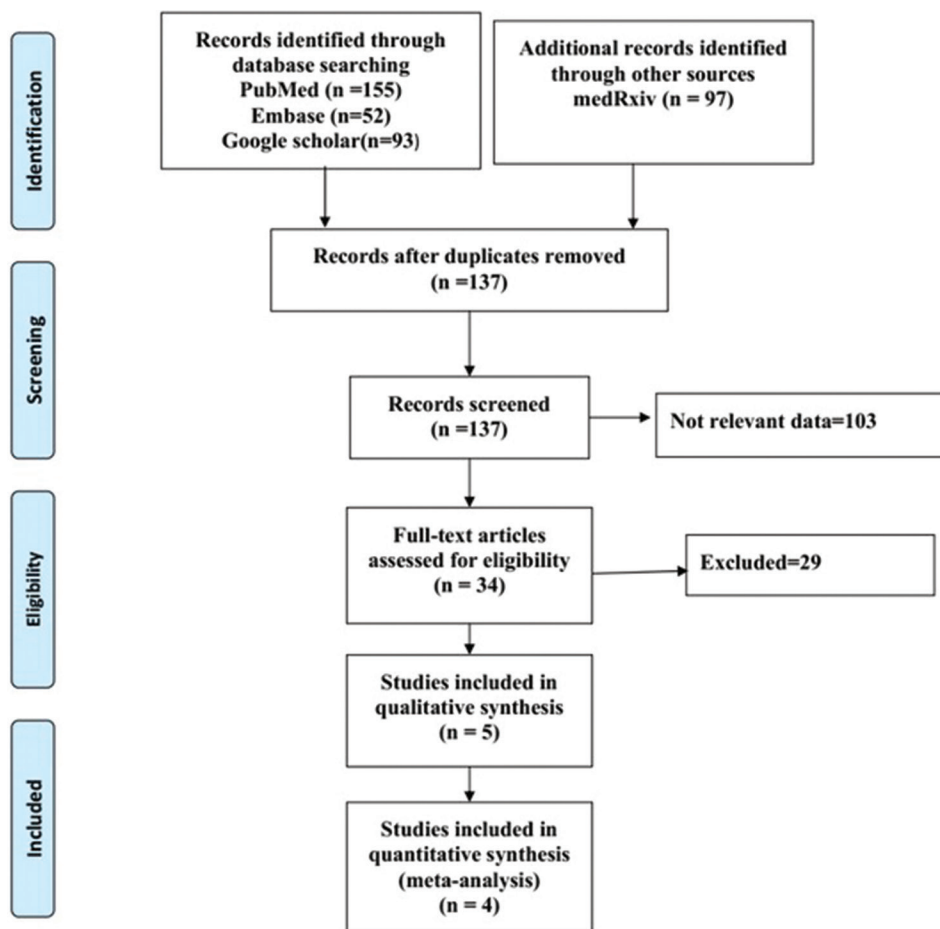 Identification
Records identified through
database searching
PubMed (n =155)
Embase (n=52)
Google scholar(n=93)
Additional records identified
through other sources
medRxiv (n = 97)
Records after duplicates removed
(n =137)
Screening
Records screened
(n =137)
Not relevant data=103
Eligibility
Full-text articles
assessed for eligibility
(n = 34)
Excluded=29
Studies included in
qualitative synthesis
(n = 5)
Included
Studies included in
quantitative synthesis
(meta-analysis)
(n = 4)